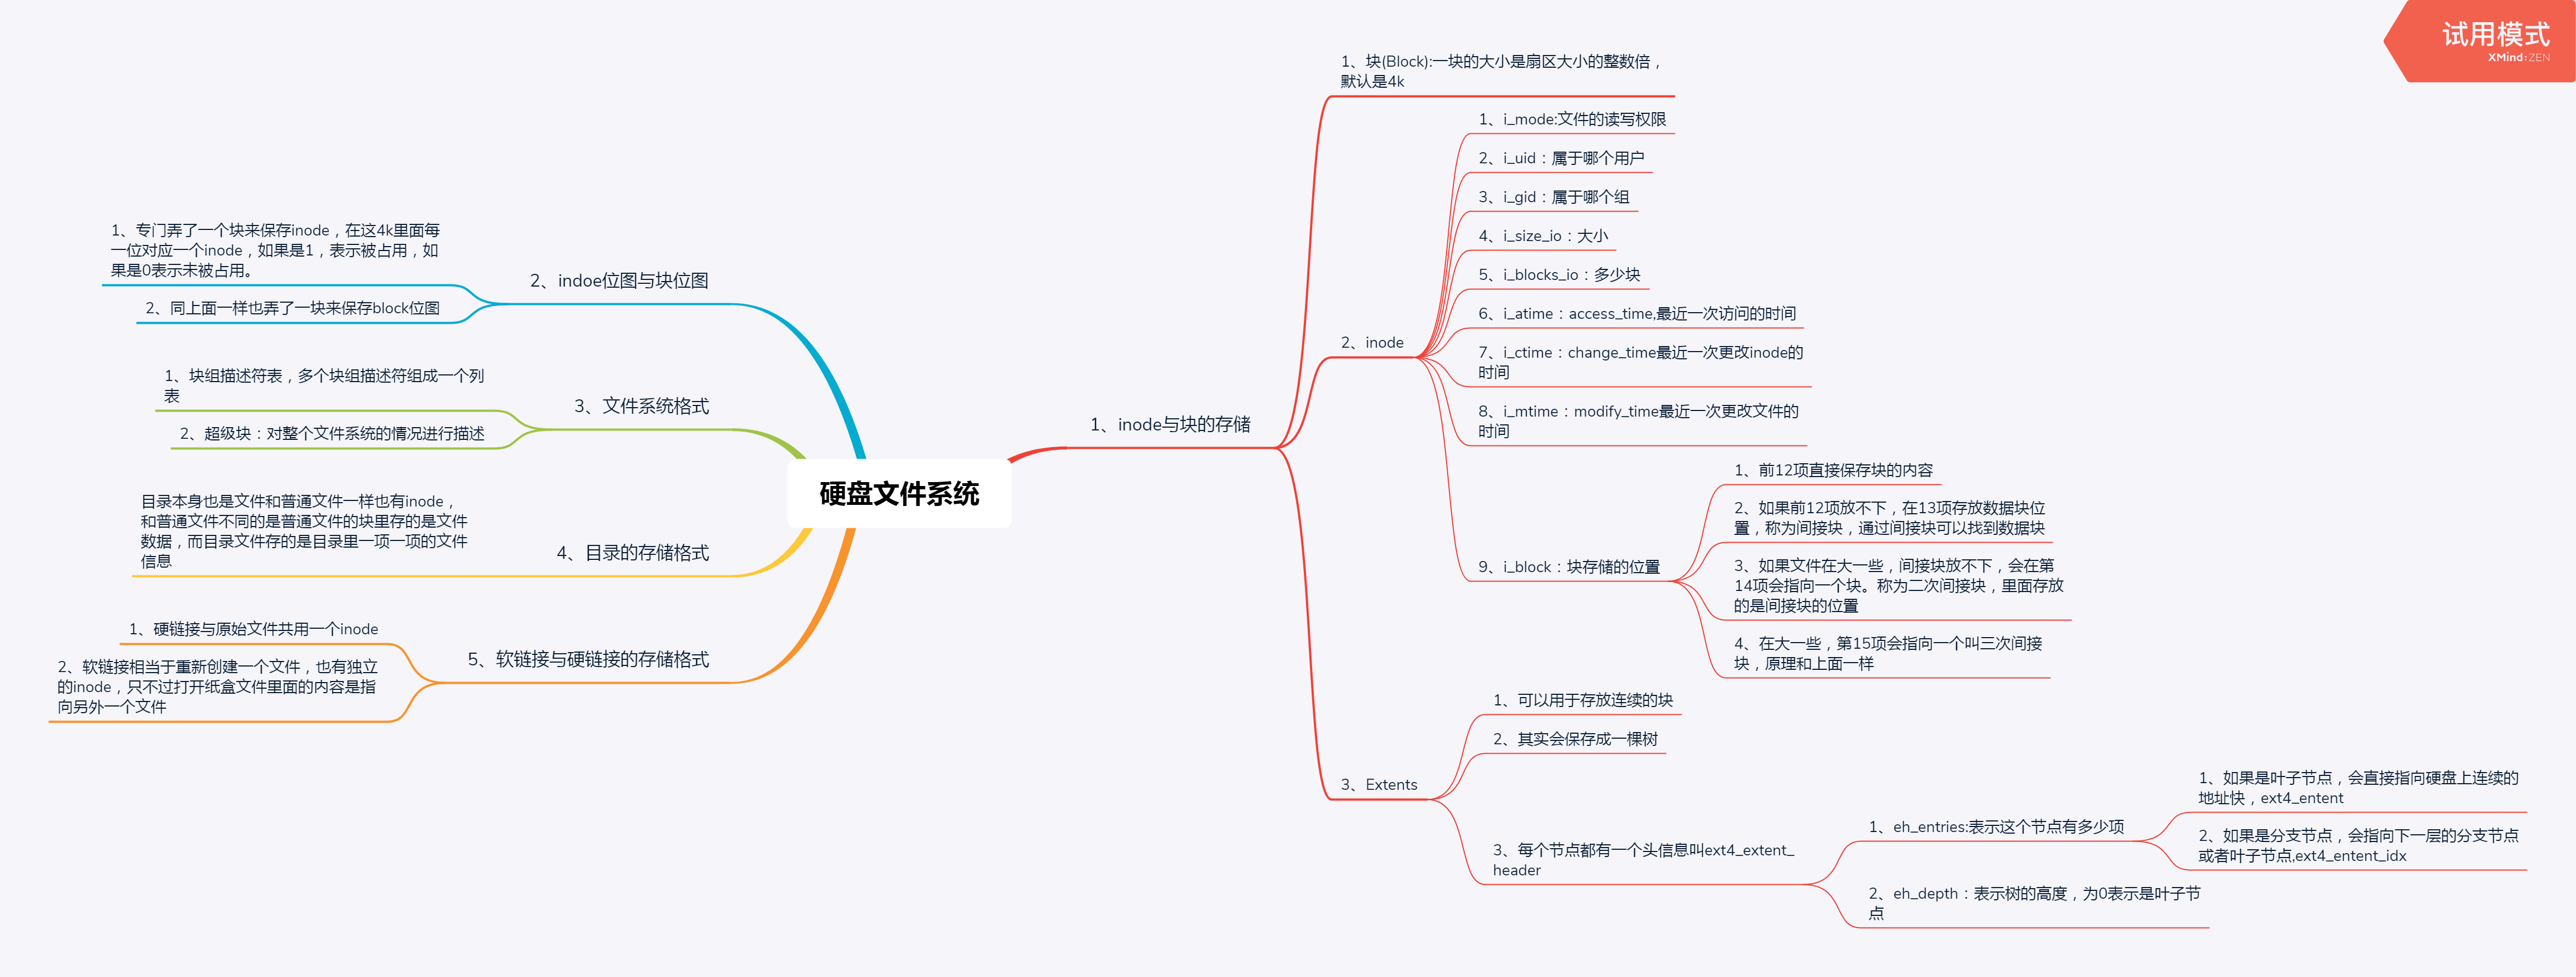 试用模式
XMind:ZEN
硬盘文件系统
1、inode与块的存储
1、块(Block):一块的大小是扇区大小的整数倍，
默认是4k
2、inode
1、i_mode:文件的读写权限
2、i_uid：属于哪个用户
3、i_gid：属于哪个组
4、i_size_io：大小
5、i_blocks_io：多少块
6、i_atime：access_time,最近一次访问的时间
7、i_ctime：change_time最近一次更改inode的
时间
8、i_mtime：modify_time最近一次更改文件的
时间
9、i_block：块存储的位置
1、前12项直接保存块的内容
2、如果前12项放不下，在13项存放数据块位
置，称为间接块，通过间接块可以找到数据块
3、如果文件在大一些，间接块放不下，会在第
14项会指向一个块。称为二次间接块，里面存放
的是间接块的位置
4、在大一些，第15项会指向一个叫三次间接
块，原理和上面一样
3、Extents
1、可以用于存放连续的块
2、其实会保存成一棵树
3、每个节点都有一个头信息叫ext4_extent_
header
1、eh_entries:表示这个节点有多少项
1、如果是叶子节点，会直接指向硬盘上连续的
地址快，ext4_entent
2、如果是分支节点，会指向下一层的分支节点
或者叶子节点,ext4_entent_idx
2、eh_depth：表示树的高度，为0表示是叶子节
点
2、indoe位图与块位图
1、专门弄了一个块来保存inode，在这4k里面每
一位对应一个inode，如果是1，表示被占用，如
果是0表示未被占用。
2、同上面一样也弄了一块来保存block位图
3、文件系统格式
1、块组描述符表，多个块组描述符组成一个列
表
2、超级块：对整个文件系统的情况进行描述
4、目录的存储格式
目录本身也是文件和普通文件一样也有inode，
和普通文件不同的是普通文件的块里存的是文件
数据，而目录文件存的是目录里一项一项的文件
信息
5、软链接与硬链接的存储格式
1、硬链接与原始文件共用一个inode
2、软链接相当于重新创建一个文件，也有独立
的inode，只不过打开纸盒文件里面的内容是指
向另外一个文件